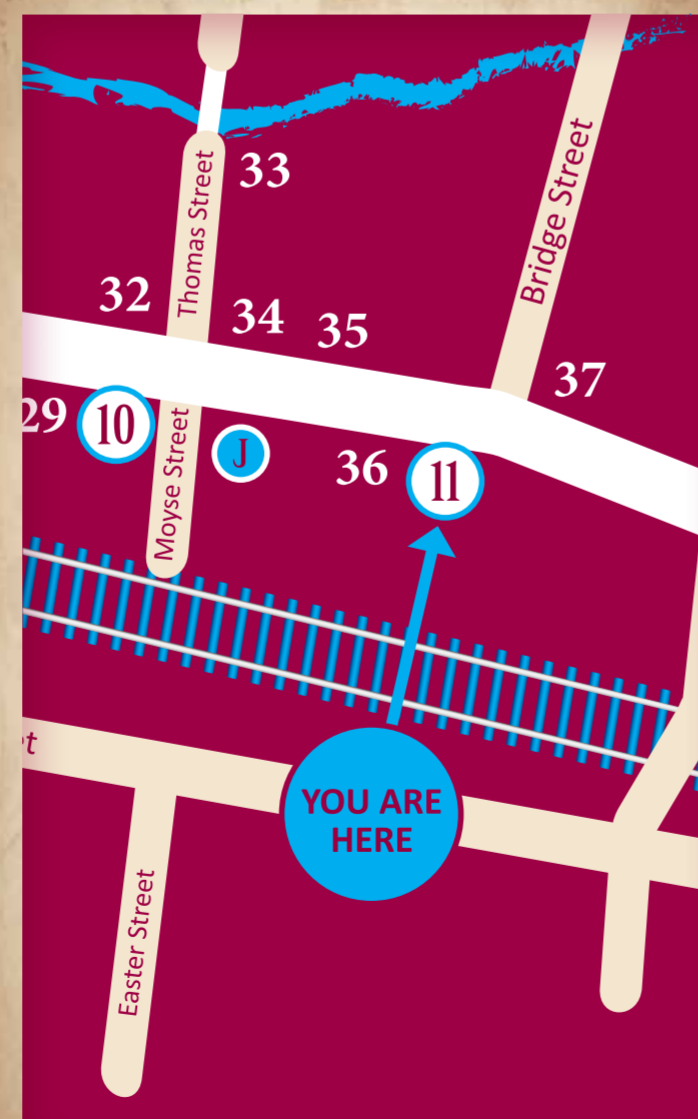 33
Thomas Street
Bridge Street
32
34
35
37
29
10
Moyse Street
J
36
11
YOU ARE
HERE
Easter Street